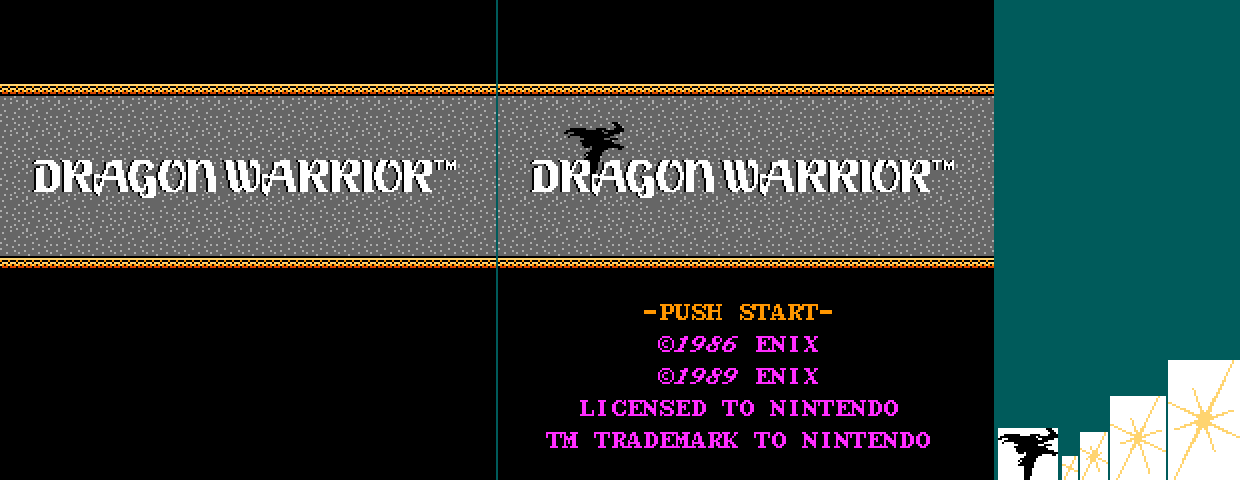 DRAGON WARRIOR™
DRAGON WARRIOR™
-PUSH START-
©1986 ENIX
©1989 ENIX
LICENSED TO NINTENDO
TM TRADEMARK TO NINTENDO